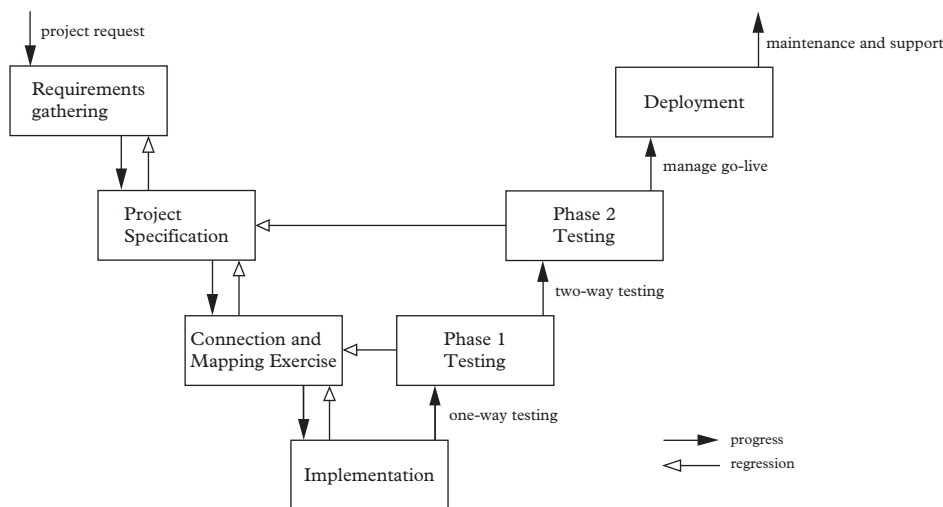 project request
maintenance and support
Requirements
gathering
Deployment
manage go-live
Project
Specification
Phase 2
Testing
two-way testing
Connection and
Mapping Exercise
Phase 1
Testing
one-way testing
Implementation
progress
regression